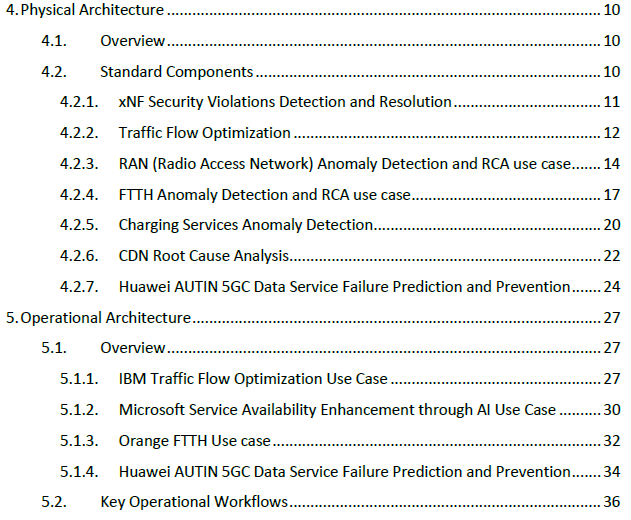 4. Physical Architecture ........ 10
4.1. Overview ........ 10
4.2. Standard Components ........ 10
4.2.1. xNF Security Violations Detection and Resolution ........ 11
4.2.2. Traffic Flow Optimization ........ 12
4.2.3. RAN (Radio Access Network) Anomaly Detection and RCA use case ........ 14
4.2.4. FTTH Anomaly Detection and RCA use case ........ 17
4.2.5. Charging Services Anomaly Detection ........ 20
4.2.6. CDN Root Cause Analysis ........ 22
4.2.7. Huawei AUTIN 5GC Data Service Failure Prediction and Prevention ........ 24
5. Operational Architecture ........ 27
5.1. Overview ........ 27
5.1.1. IBM Traffic Flow Optimization Use Case ........ 27
5.1.2. Microsoft Service Availability Enhancement through AI Use Case ........ 30
5.1.3. Orange FTTH Use case ........ 32
5.1.4. Huawei AUTIN 5GC Data Service Failure Prediction and Prevention ........ 34
5.2. Key Operational Workflows ........ 36